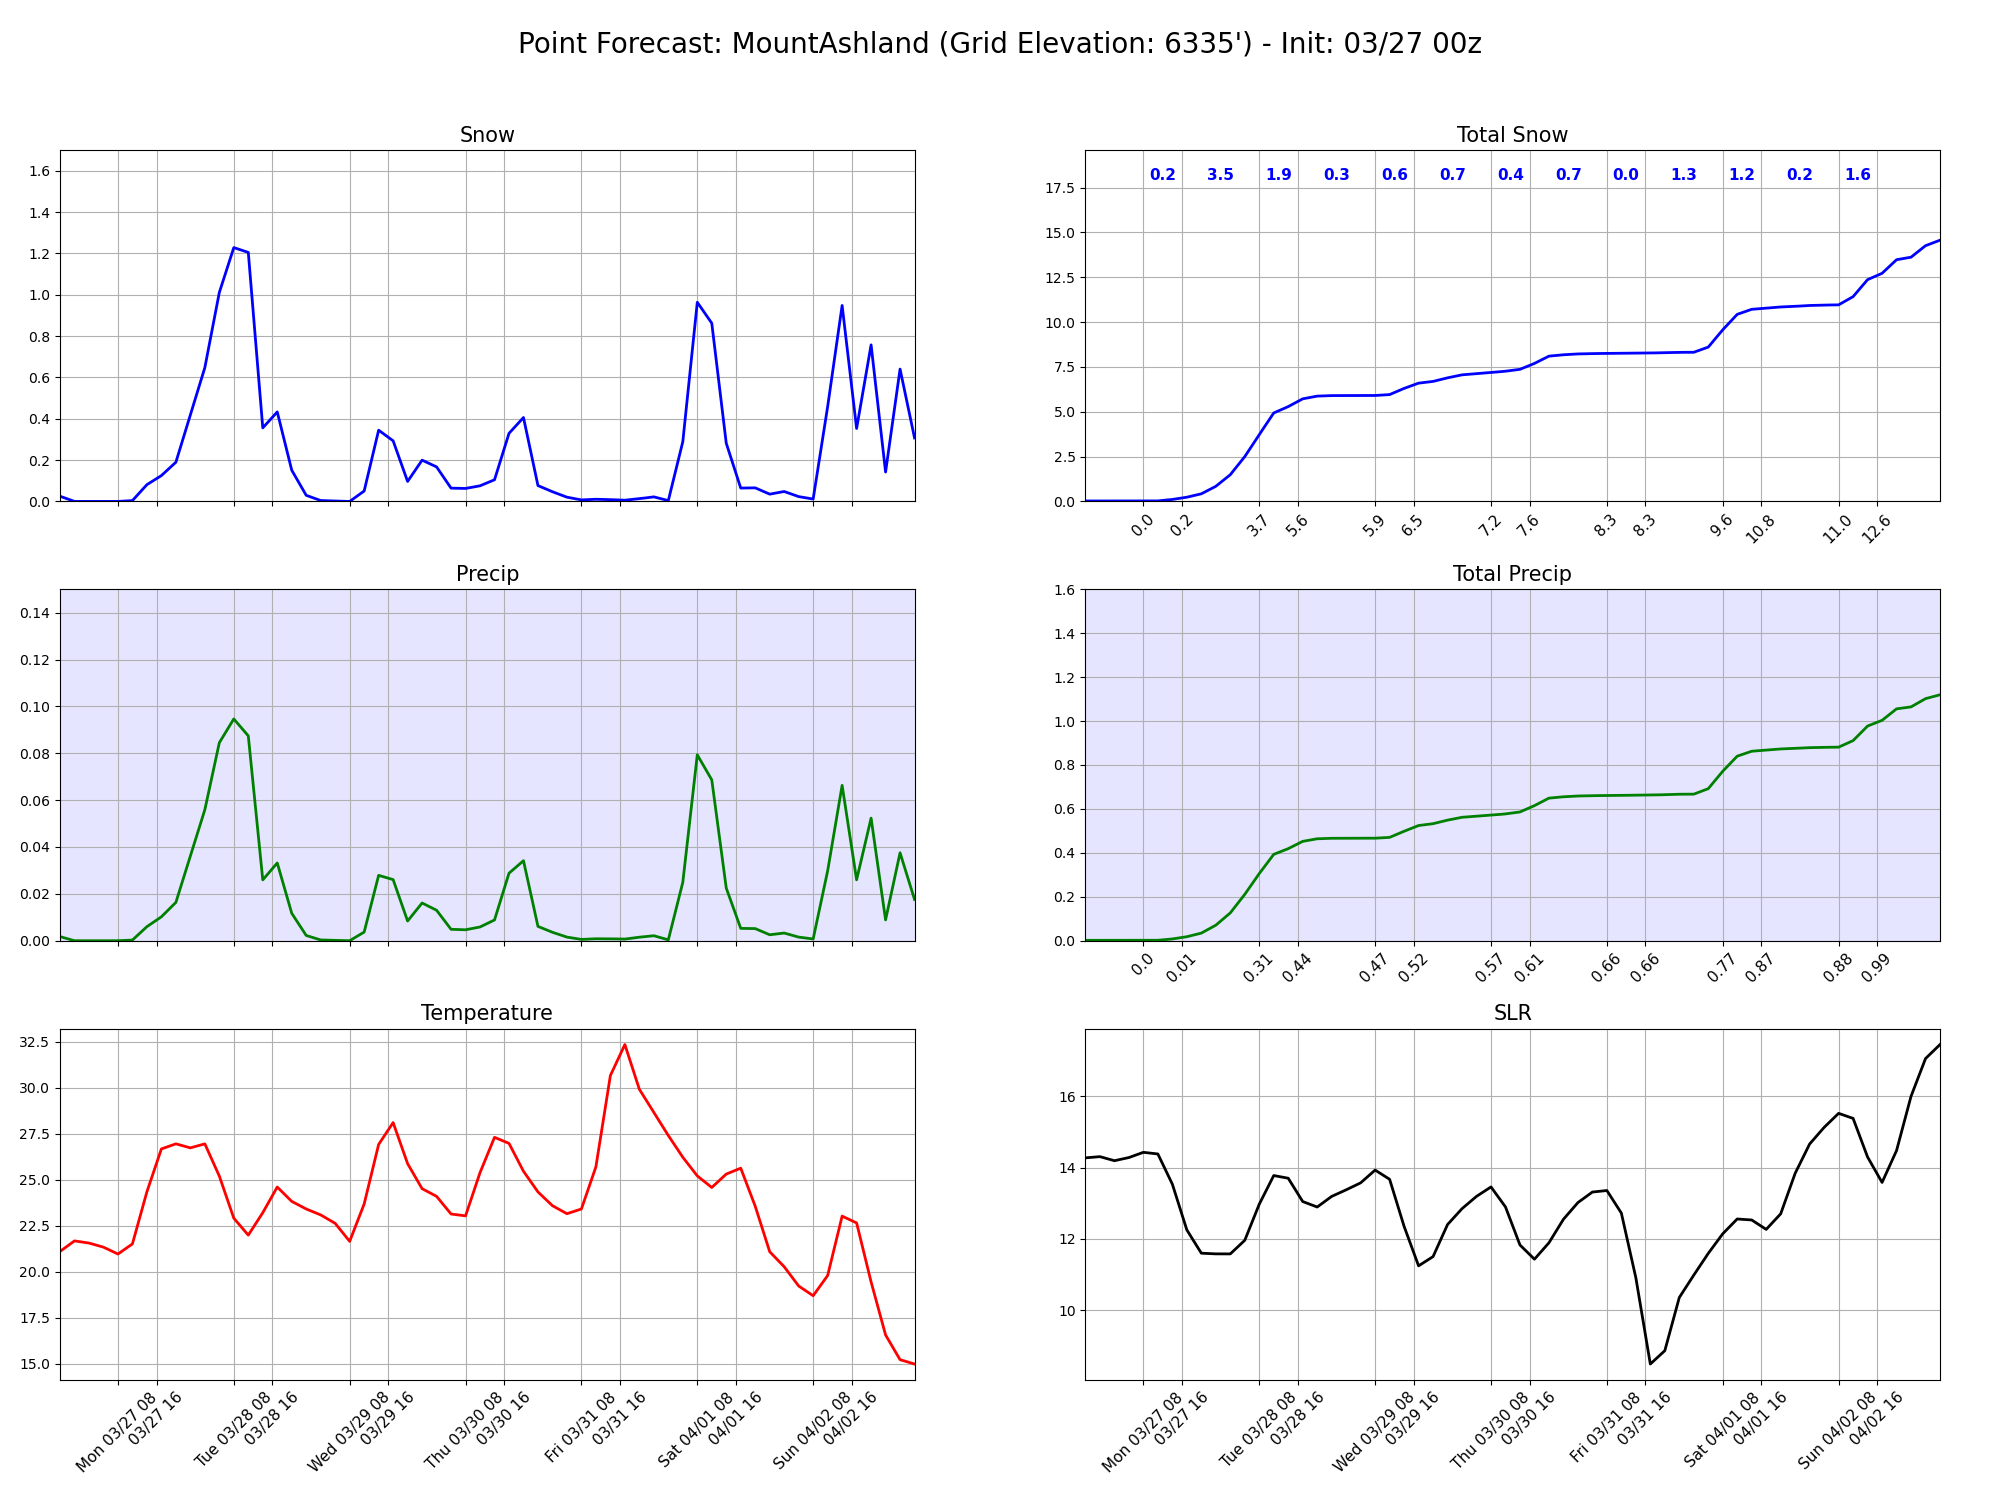 Point Forecast: MountAshland (Grid Elevation: 6335') - Init: 03/27 00z
Snow
1.6
1.4
1.2
1.0
0.8
0.6
0.4
0.2
0.0
Total Snow
0.2 3.5 1.9 0.3 0.6 0.7 0.4 0.7 0.0 1.3 1.2 0.2 1.6
17.5
15.0
12.5
10.0
7.5
5.0
2.5
0.0
0.0 0.2 3.7 5.6 5.9 6.5 7.2 7.6 8.3 8.3 9.6 10.8 11.0 12.6
Precip
0.14
0.12
0.10
0.08
0.06
0.04
0.02
0.00
Total Precip
1.6
1.4
1.2
1.0
0.8
0.6
0.4
0.2
0.0
0.0 0.01 0.31 0.44 0.47 0.52 0.57 0.61 0.66 0.66 0.77 0.87 0.88 0.99
Temperature
32.5
30.0
27.5
25.0
22.5
20.0
17.5
15.0
Mon 03/27 08
03/27 16
Tue 03/28 08
03/28 16
Wed 03/29 08
03/29 16
Thu 03/30 08
03/30 16
Fri 03/31 08
03/31 16
Sat 04/01 08
04/01 16
Sun 04/02 08
04/02 16
SLR
16
14
12
10
Mon 03/27 08
03/27 16
Tue 03/28 08
03/28 16
Wed 03/29 08
03/29 16
Thu 03/30 08
03/30 16
Fri 03/31 08
03/31 16
Sat 04/01 08
04/01 16
Sun 04/02 08
04/02 16